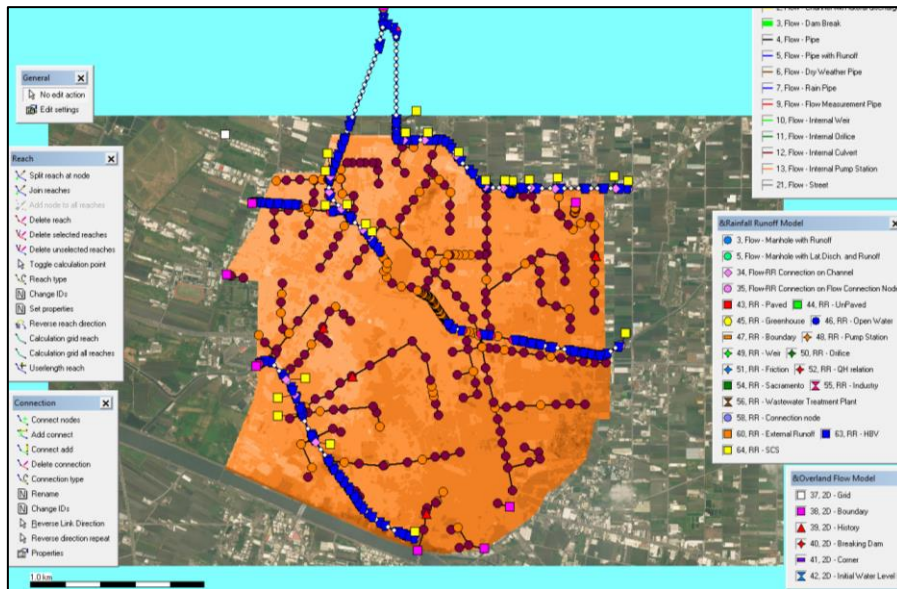 General
No edit action
Edit settings
Reach
Split reach at node
Join reaches
Add node to all reaches
Delete reach
Delete selected reaches
Delete unselected reaches
Toggle calculation point
Reach type
Change IDs
Set properties
Reverse reach direction
Calculation grid reach
Calculation grid all reaches
Userlength reach
Connection
Connect nodes
Add connect
Connect add
Delete connection
Connection type
Rename
Change IDs
Reverse Link Direction
Reverse direction repeat
Properties
1.0 km
3, Flow - Dam Break
4, Flow - Pipe
5, Flow - Pipe with Runoff
6, Flow - Dry Weather Pipe
7, Flow - Rain Pipe
9, Flow - Flow Measurement Pipe
10, Flow - Internal Weir
11, Flow - Internal Orifice
12, Flow - Internal Culvert
13, Flow - Internal Pump Station
21, Flow - Street
&Rainfall Runoff Model
3, Flow - Manhole with Runoff
5, Flow - Manhole with Lat.Disch. and Runoff
34, Flow-RR Connection on Channel
35, Flow-RR Connection on Flow Connection Node
43, RR - Paved 44, RR - UnPaved
45, RR - Greenhouse 46, RR - Open Water
47, RR - Boundary 48, RR - Pump Station
49, RR - Weir 50, RR - Orifice
51, RR - Friction 52, RR - QH relation
54, RR - Sacramento 55, RR - Industry
56, RR - Wastewater Treatment Plant
58, RR - Connection node
60, RR - External Runoff 63, RR - HBV
64, RR - SCS
&Overland Flow Model
37, 2D - Grid
38, 2D - Boundary
39, 2D - History
40, 2D - Breaking Dam
41, 2D - Corner
42, 2D - Initial Water Level